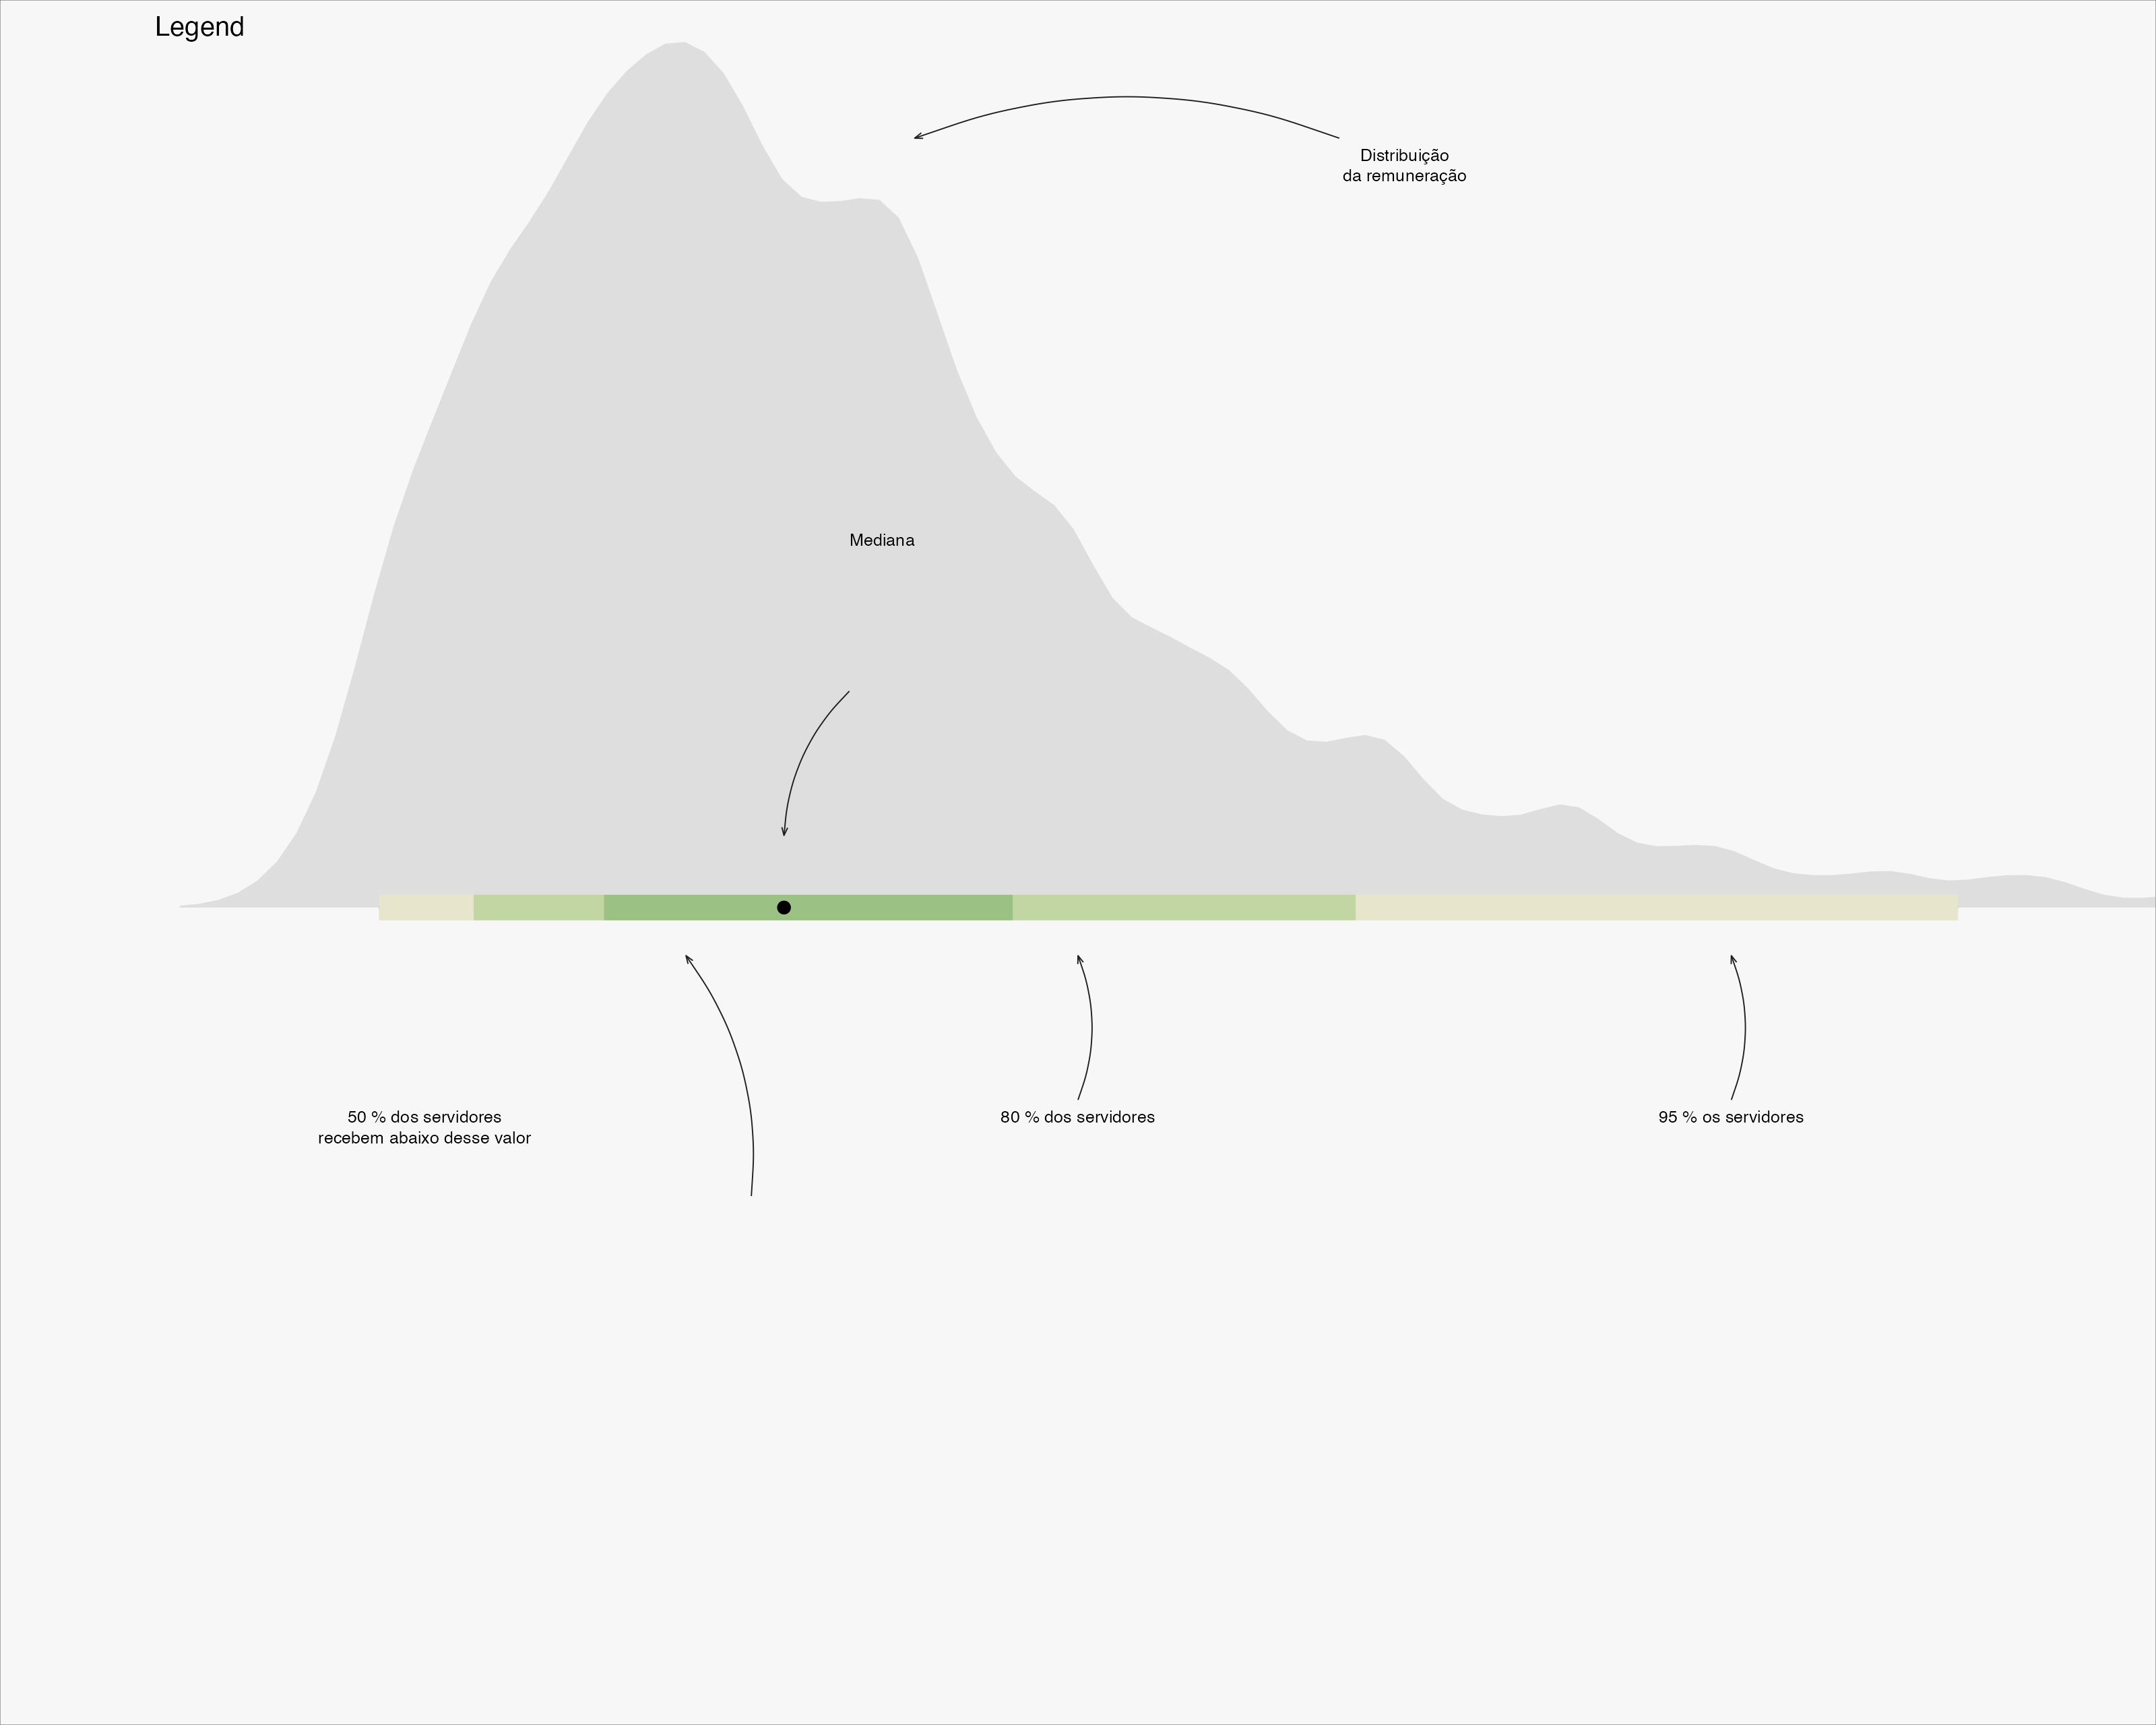 Legend
Distribuição
da remuneração
Mediana
50 % dos servidores
recebem abaixo desse valor
80 % dos servidores
95 % os servidores